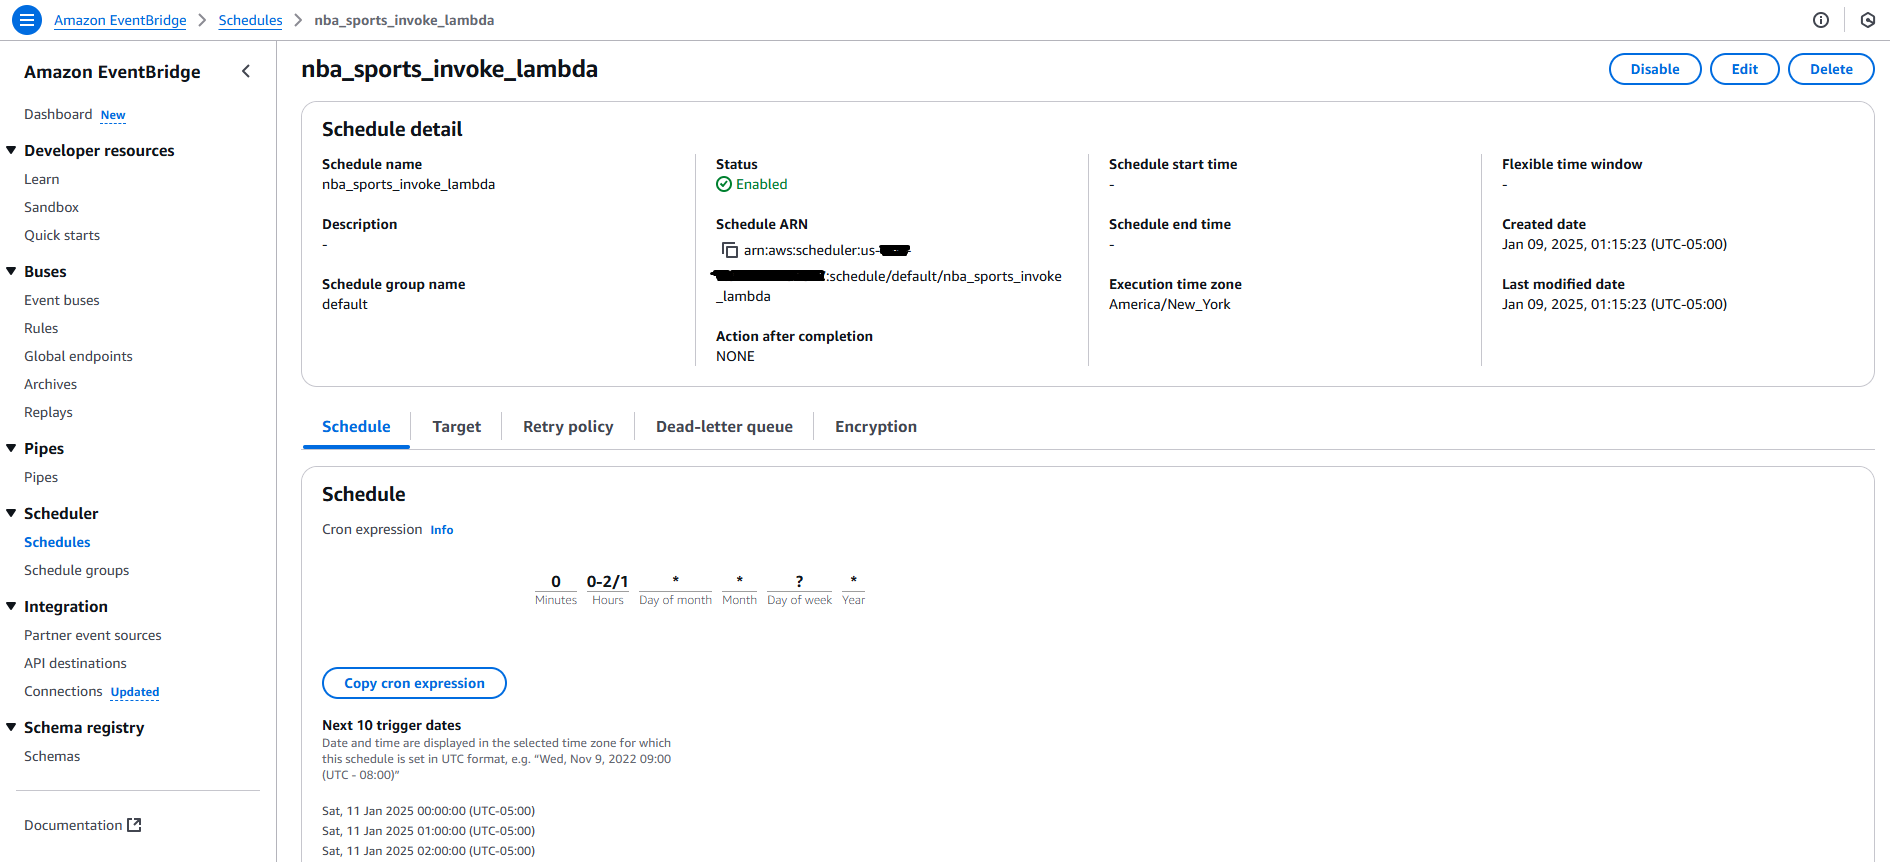 Amazon EventBridge > Schedules > nba_sports_invoke_lambda
Amazon EventBridge
Dashboard New
Developer resources
Learn
Sandbox
Quick starts
Buses
Event buses
Rules
Global endpoints
Archives
Replays
Pipes
Pipes
Scheduler
Schedules
Schedule groups
Integration
Partner event sources
API destinations
Connections Updated
Schema registry
Schemas
Documentation
nba_sports_invoke_lambda
Disable
Edit
Delete
Schedule detail
Schedule name
nba_sports_invoke_lambda
Description
-
Schedule group name
default
Status
Enabled
Schedule ARN
arn:aws:scheduler:us-
:schedule/default/nba_sports_invoke
_lambda
Action after completion
NONE
Schedule start time
-
Schedule end time
-
Execution time zone
America/New_York
Flexible time window
-
Created date
Jan 09, 2025, 01:15:23 (UTC-05:00)
Last modified date
Jan 09, 2025, 01:15:23 (UTC-05:00)
Schedule
Target
Retry policy
Dead-letter queue
Encryption
Schedule
Cron expression Info
0 0-2/1 * * ? *
Minutes Hours Day of month Month Day of week Year
Copy cron expression
Next 10 trigger dates
Date and time are displayed in the selected time zone for which
this schedule is set in UTC format, e.g. “Wed, Nov 9, 2022 09:00
(UTC - 08:00)”
Sat, 11 Jan 2025 00:00:00 (UTC-05:00)
Sat, 11 Jan 2025 01:00:00 (UTC-05:00)
Sat, 11 Jan 2025 02:00:00 (UTC-05:00)